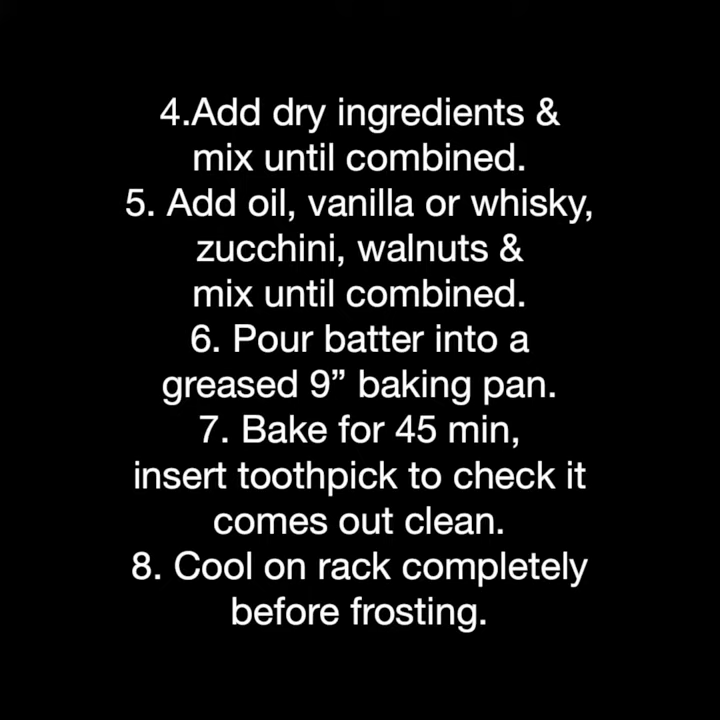 4.Add dry ingredients &
mix until combined.
5. Add oil, vanilla or whisky,
zucchini, walnuts &
mix until combined.
6. Pour batter into a
greased 9” baking pan.
7. Bake for 45 min,
insert toothpick to check it
comes out clean.
8. Cool on rack completely
before frosting.